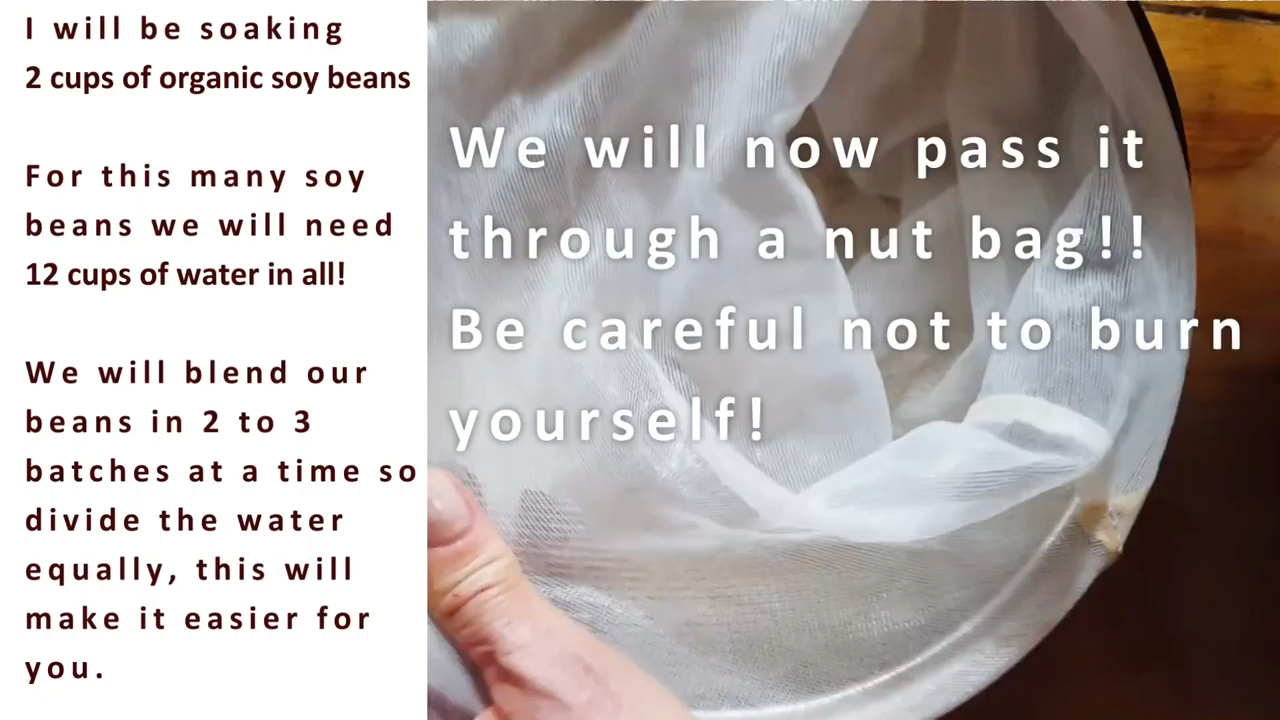 I will be soaking
2 cups of organic soy beans
For this many soy
beans we will need
12 cups of water in all!
We will blend our
beans in 2 to 3
batches at a time so
divide the water
equally, this will
make it easier for
you.
We will now pass it
through a nut bag!!
Be careful not to burn
yourself!